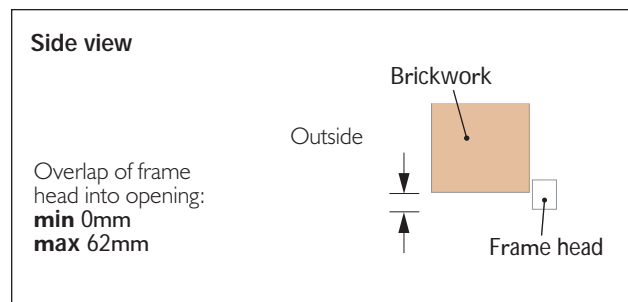 Side view
Brickwork
Outside
Overlap of frame
head into opening:
min 0mm
max 62mm
Frame head